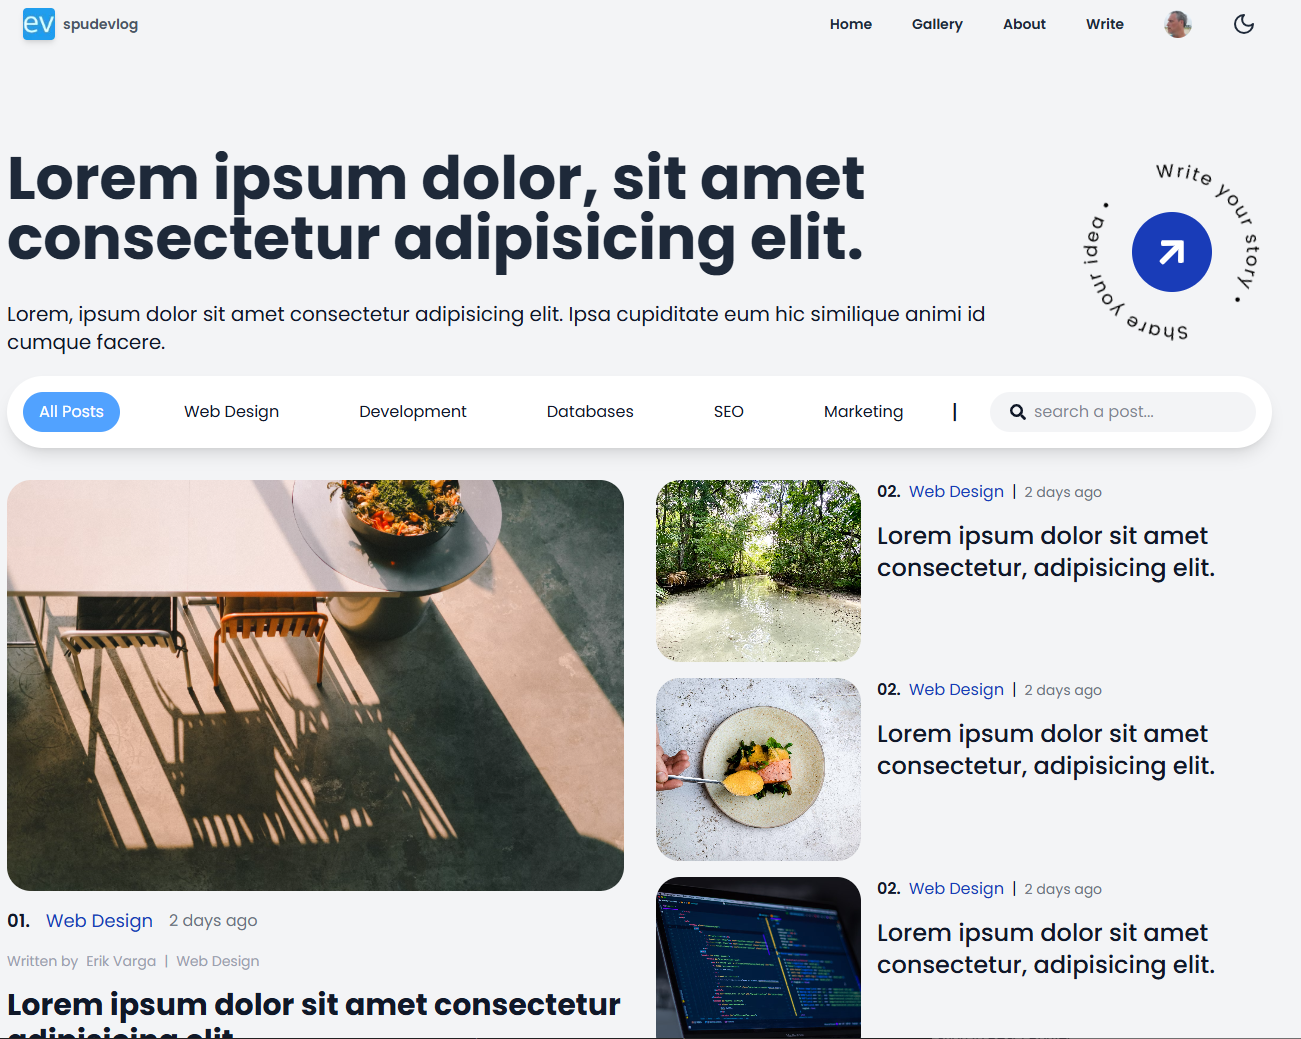 ev spudevlog
Home Gallery About Write
Lorem ipsum dolor, sit amet
consectetur adipisicing elit.
Write your story • Share your idea •
Lorem, ipsum dolor sit amet consectetur adipisicing elit. Ipsa cupiditate eum hic similique animi id
cumque facere.
All Posts Web Design Development Databases SEO Marketing | search a post...
01. Web Design 2 days ago
Written by Erik Varga | Web Design
Lorem ipsum dolor sit amet consectetur
adipisicing elit.
02. Web Design | 2 days ago
Lorem ipsum dolor sit amet
consectetur, adipisicing elit.
02. Web Design | 2 days ago
Lorem ipsum dolor sit amet
consectetur, adipisicing elit.
02. Web Design | 2 days ago
Lorem ipsum dolor sit amet
consectetur, adipisicing elit.